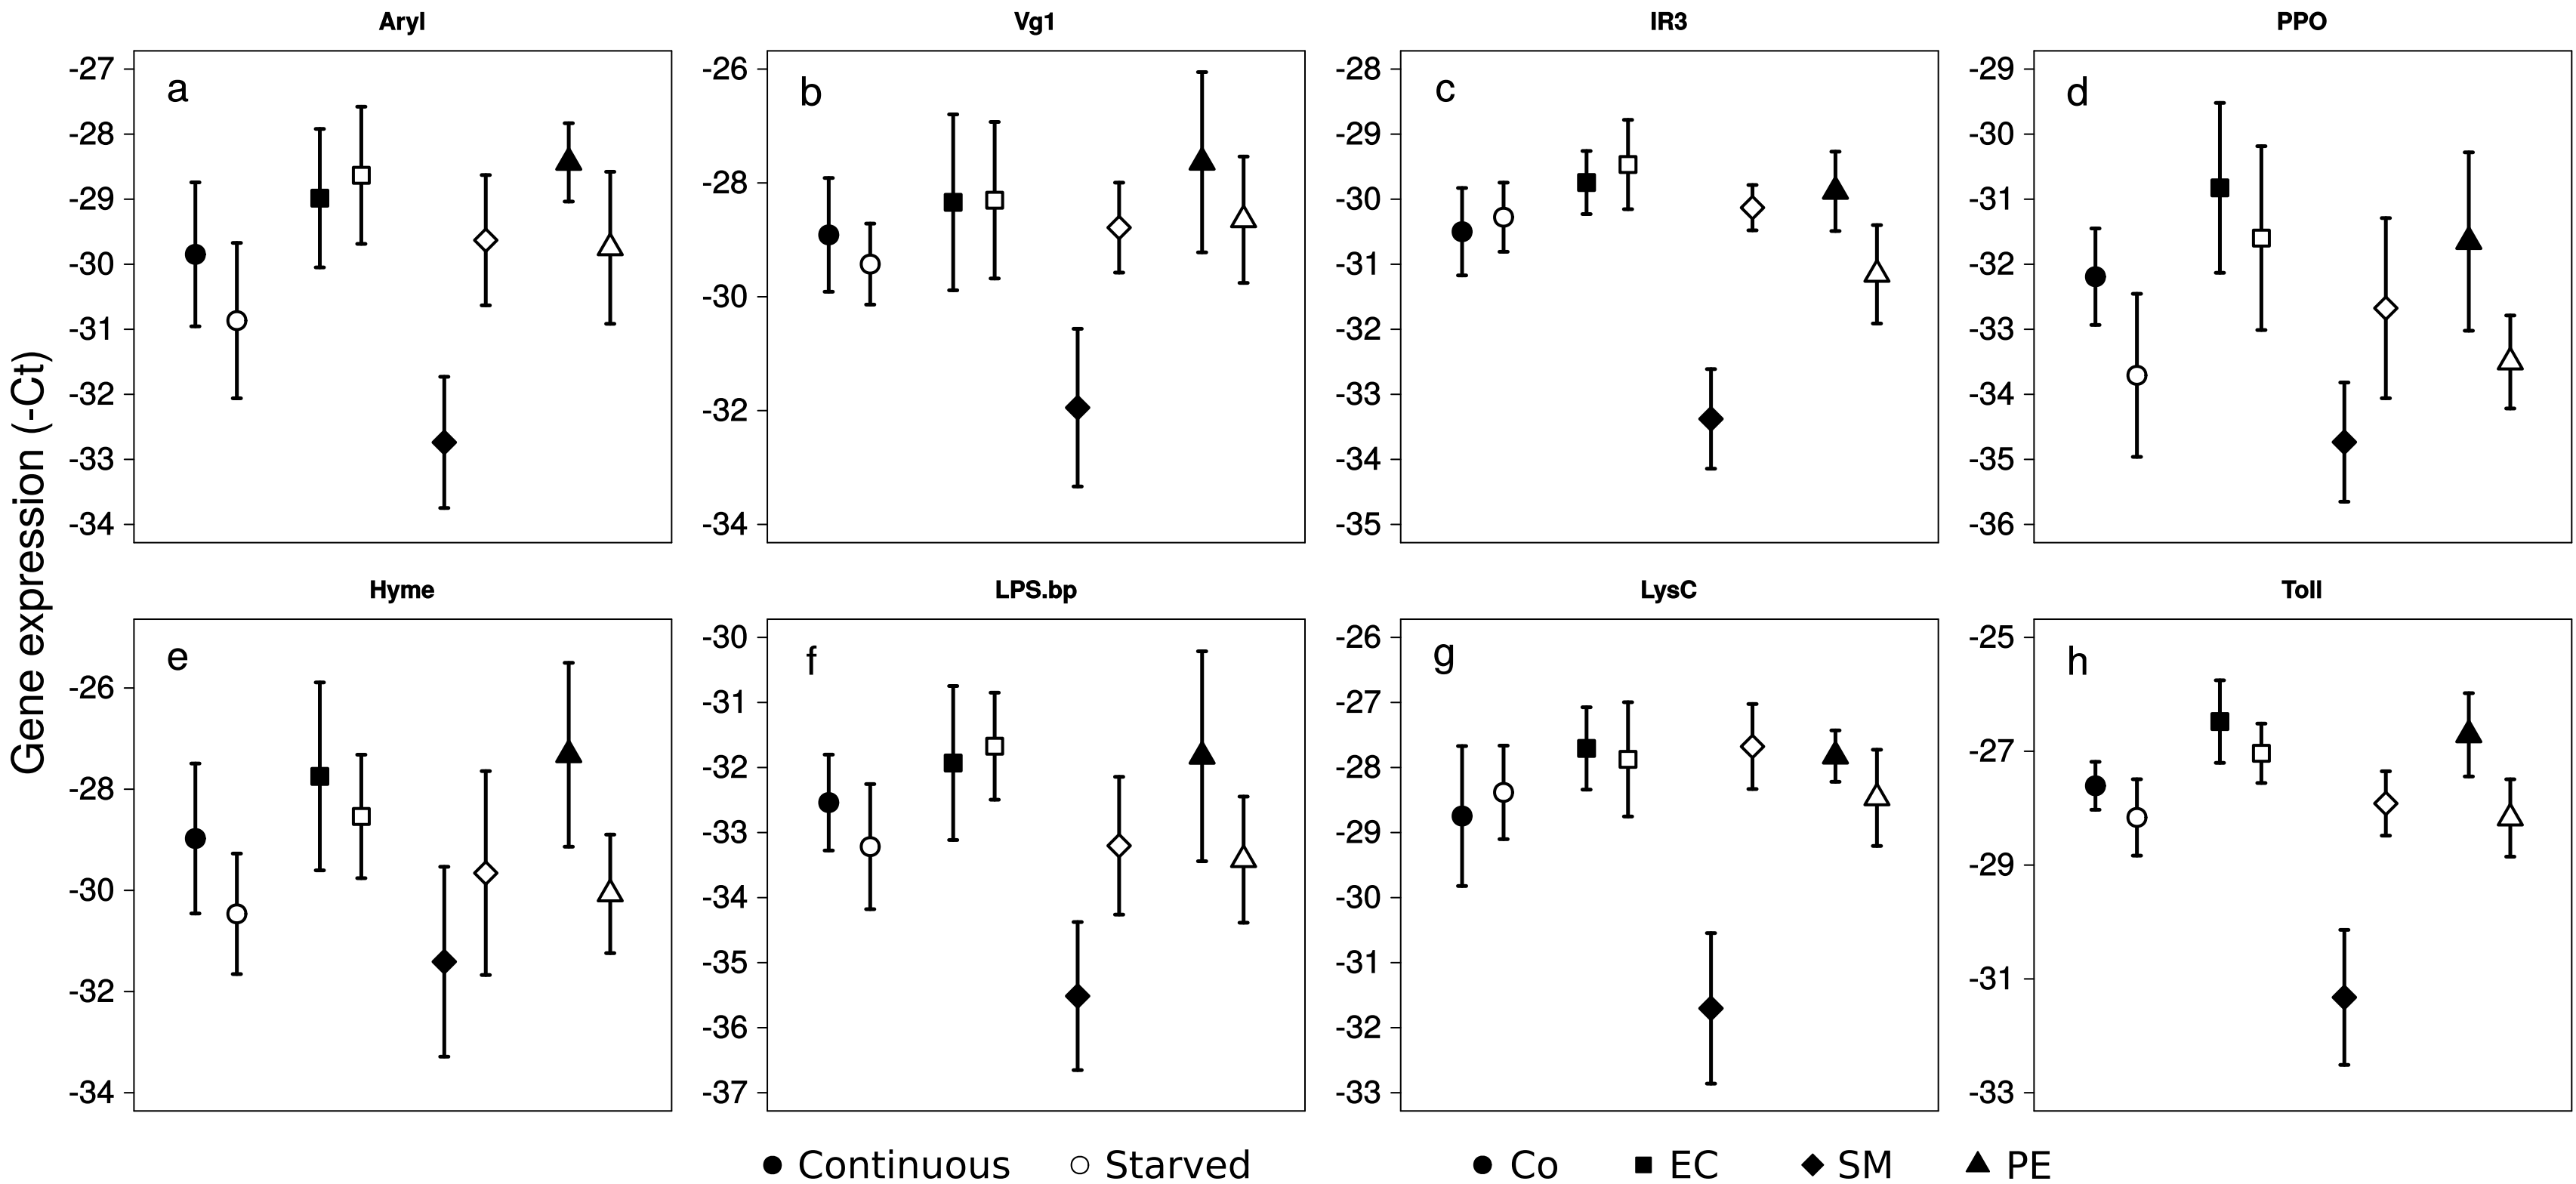 Aryl Vg1 IR3 PPO
a b c d
-27 -26 -28 -29
-28 -28 -29 -30
-29 -30 -30 -31
-30 -32 -31 -32
-31 -34 -32 -33
-32 -33 -34
-33 -34 -35
-34 -35 -36
Gene expression (-Ct)
Hyme LPS.bp LysC Toll
e f g h
-26 -30 -26 -25
-28 -31 -27 -27
-30 -32 -28 -29
-32 -33 -29 -31
-34 -34 -30 -33
-35 -31
-36 -32
-37 -33
Continuous Starved Co EC SM PE